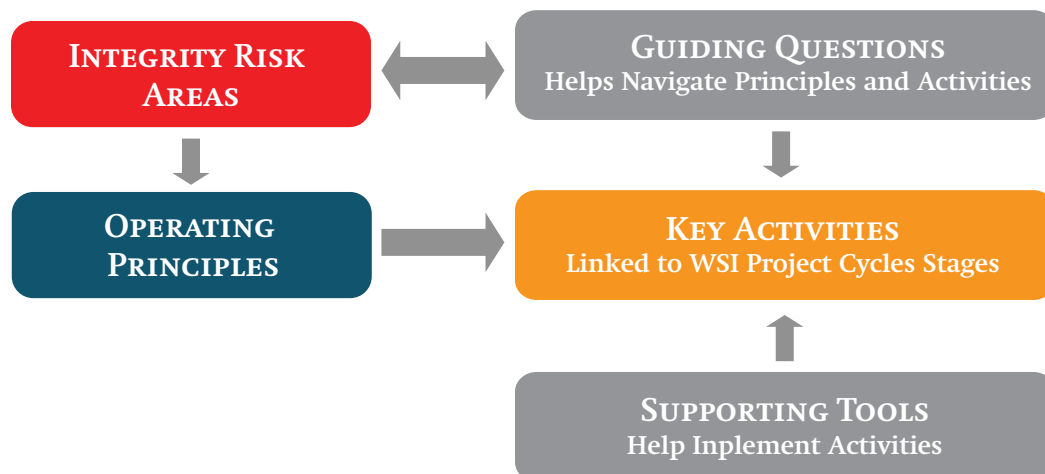 Integrity Risk
Areas
Guiding Questions
Helps Navigate Principles and Activities
Operating
Principles
Key Activities
Linked to WSI Project Cycles Stages
Supporting Tools
Help Inplement Activities